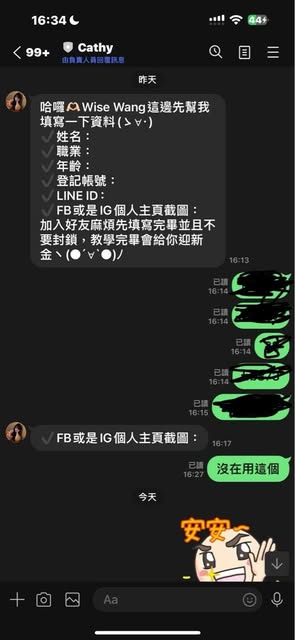 16:34
44
99+
Cathy
由負責人員回覆訊息
昨天
哈囉🫶Wise Wang這邊先幫我
填寫一下資料(ゝ∀･)
✔️姓名：
✔️職業：
✔️年齡：
✔️登記帳號：
✔️LINE ID：
✔️FB或是IG個人主頁截圖：
加入好友麻煩先填寫完畢並且不
要封鎖，教學完畢會給你迎新
金ヽ(●´∀`●)ﾉ
16:13
已讀
16:14
已讀
16:14
已讀
16:14
已讀
16:14
已讀
16:15
✔️FB或是IG個人主頁截圖：
16:17
已讀
16:27
沒在用這個
今天
安安～
Aa